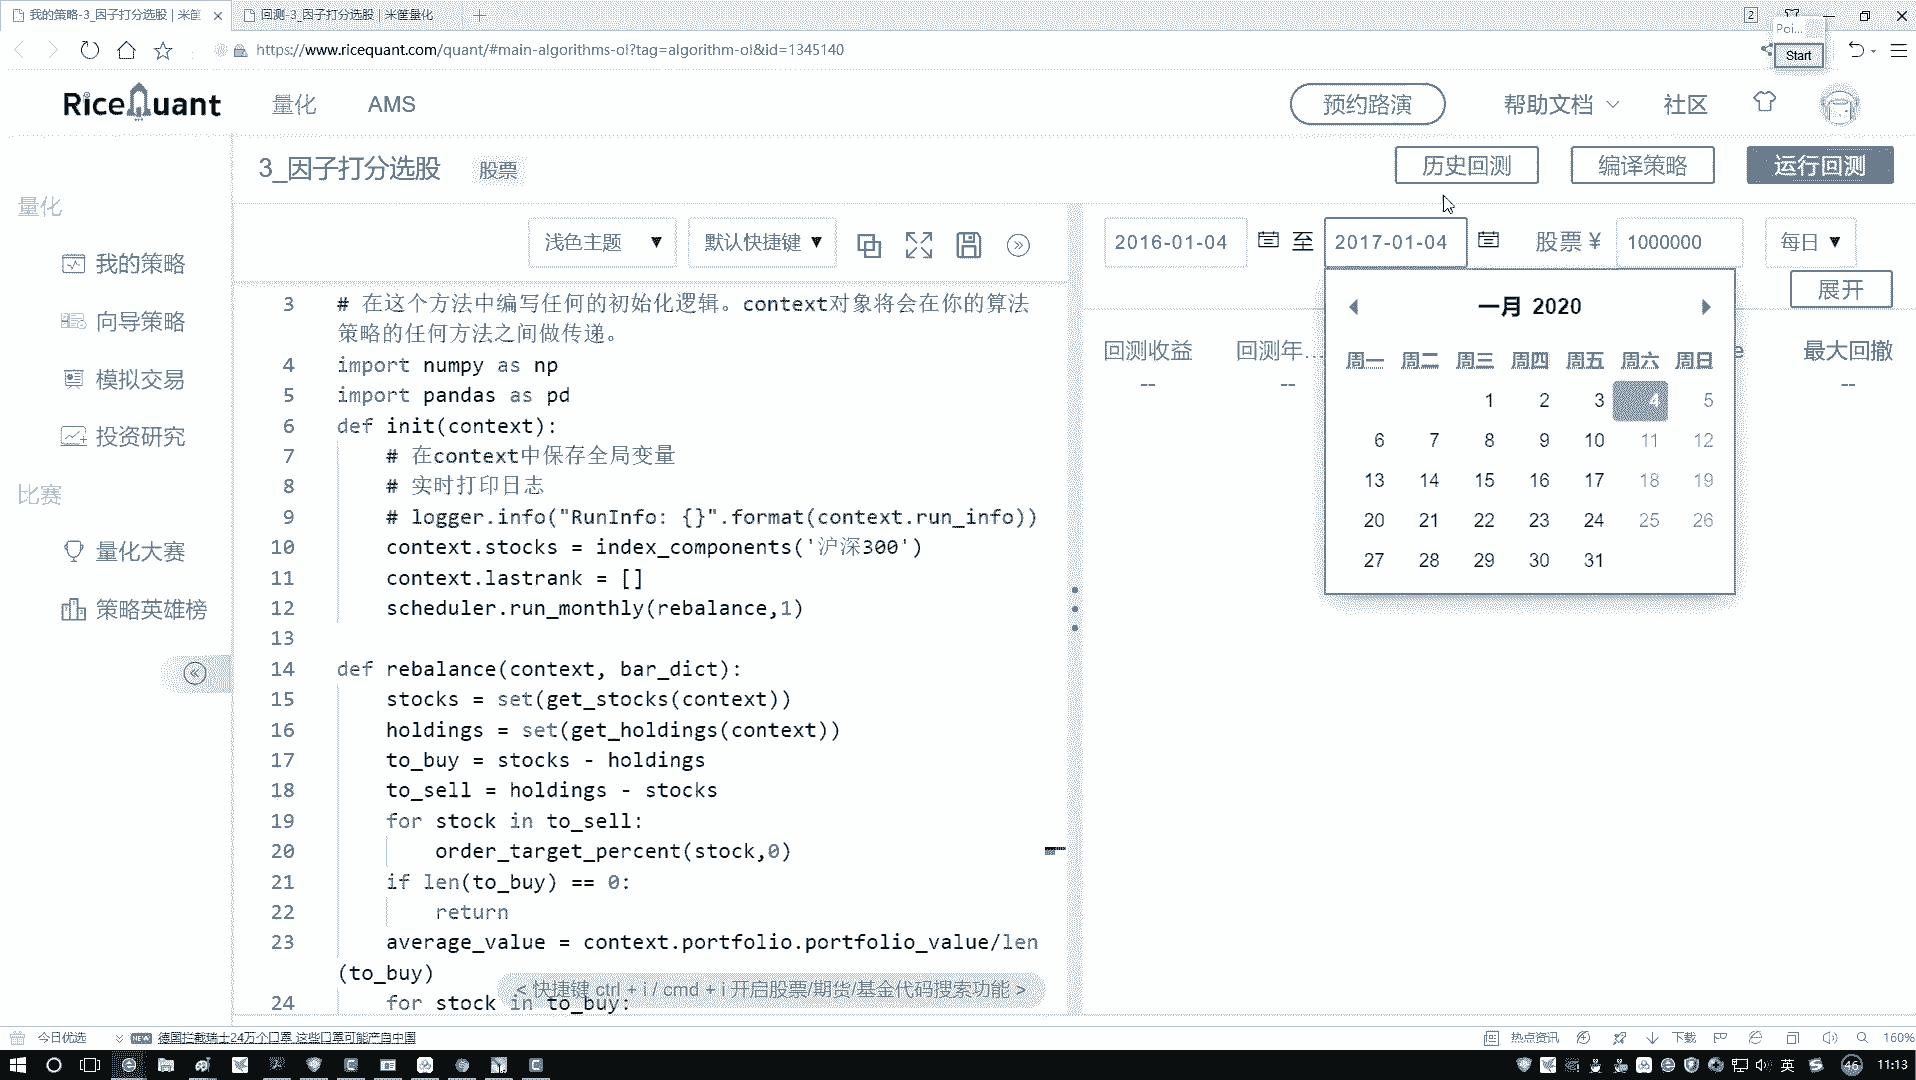 我的策略-3_因子打分选股 | 米筐
回测-3_因子打分选股 | 米筐量化
2
Poi...
https://www.ricequant.com/quant/#main-algorithms-ol?tag=algorithm-ol&id=1345140
Start
RiceQuant
量化
AMS
预约路演
帮助文档
社区
3_因子打分选股
股票
历史回测
编译策略
运行回测
量化
我的策略
向导策略
模拟交易
投资研究
比赛
量化大赛
策略英雄榜
浅色主题 ▼
默认快捷键 ▼
2016-01-04
至
2017-01-04
股票 ¥
1000000
每日 ▼
展开
回测收益
--
回测年...
--
e
最大回撤
--
一月 2020
周一 周二 周三 周四 周五 周六 周日
1 2 3 4 5
6 7 8 9 10 11 12
13 14 15 16 17 18 19
20 21 22 23 24 25 26
27 28 29 30 31
3 # 在这个方法中编写任何的初始化逻辑。context对象将会在你的算法
策略的任何方法之间做传递。
4 import numpy as np
5 import pandas as pd
6 def init(context):
7 # 在context中保存全局变量
8 # 实时打印日志
9 # logger.info("RunInfo: {}".format(context.run_info))
10 context.stocks = index_components('沪深300')
11 context.lastrank = []
12 scheduler.run_monthly(rebalance,1)
13
14 def rebalance(context, bar_dict):
15 stocks = set(get_stocks(context))
16 holdings = set(get_holdings(context))
17 to_buy = stocks - holdings
18 to_sell = holdings - stocks
19 for stock in to_sell:
20 order_target_percent(stock,0)
21 if len(to_buy) == 0:
22 return
23 average_value = context.portfolio.portfolio_value/len
(to_buy)
24 for stock in to_buy:
< 快捷键 ctrl + i / cmd + i 开启股票/期货/基金代码搜索功能 >
今日优选
NEW
德国拦截瑞士24万个口罩 这些口罩可能产自中国
热点资讯
下载
160%
英
46
11:13